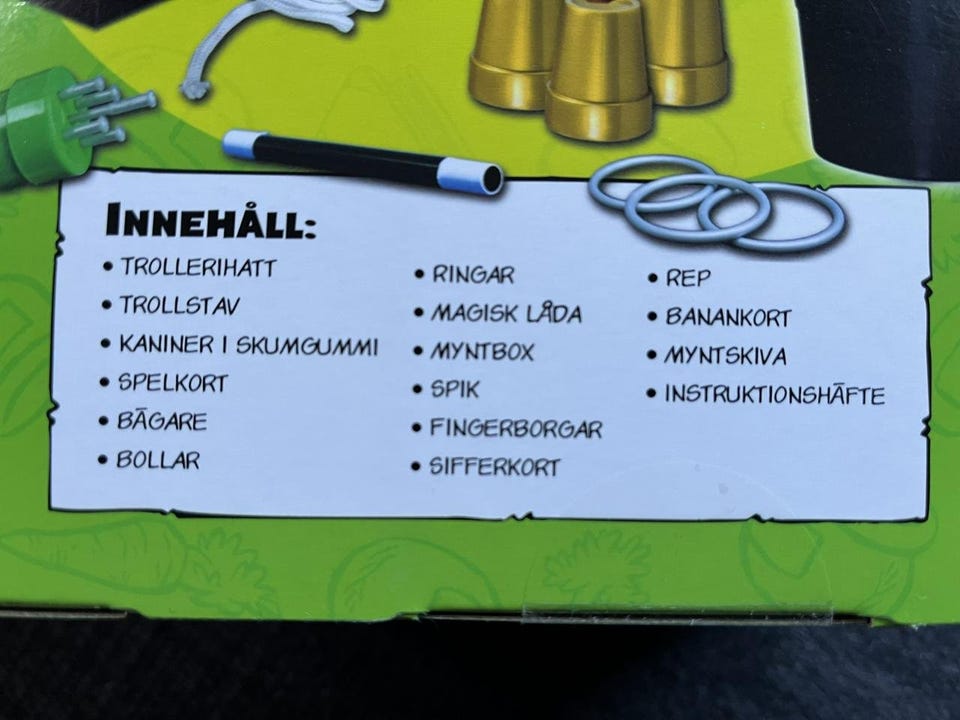 INNEHÅLL:
• TROLLERIHATT
• TROLLSTAV
• KANINER I SKUMGUMMI
• SPELKORT
• BÄGARE
• BOLLAR
• RINGAR
• MAGISK LÅDA
• MYNTBOX
• SPIK
• FINGERBORGAR
• SIFFERKORT
• REP
• BANANKORT
• MYNTSKIVA
• INSTRUKTIONSHÄFTE